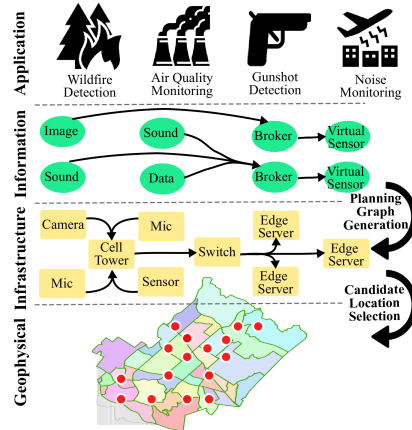 Application
Wildfire
Detection
Air Quality
Monitoring
Gunshot
Detection
Noise
Monitoring
Information
Image
Sound
Broker
Virtual
Sensor
Sound
Data
Broker
Virtual
Sensor
Planning
Graph
Generation
Infrastructure
Camera
Mic
Cell
Tower
Mic
Sensor
Switch
Edge
Server
Edge
Server
Edge
Server
Candidate
Location
Selection
Geophysical